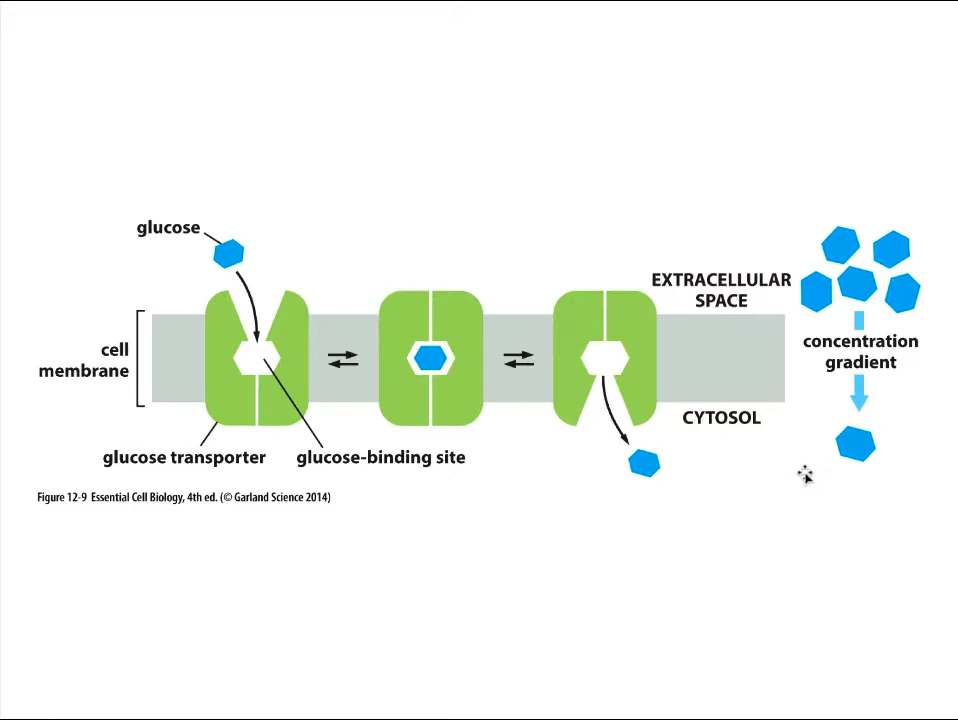 glucose
EXTRACELLULAR
SPACE
cell
membrane
concentration
gradient
CYTOSOL
glucose transporter
glucose-binding site
Figure 12-9 Essential Cell Biology, 4th ed. (© Garland Science 2014)